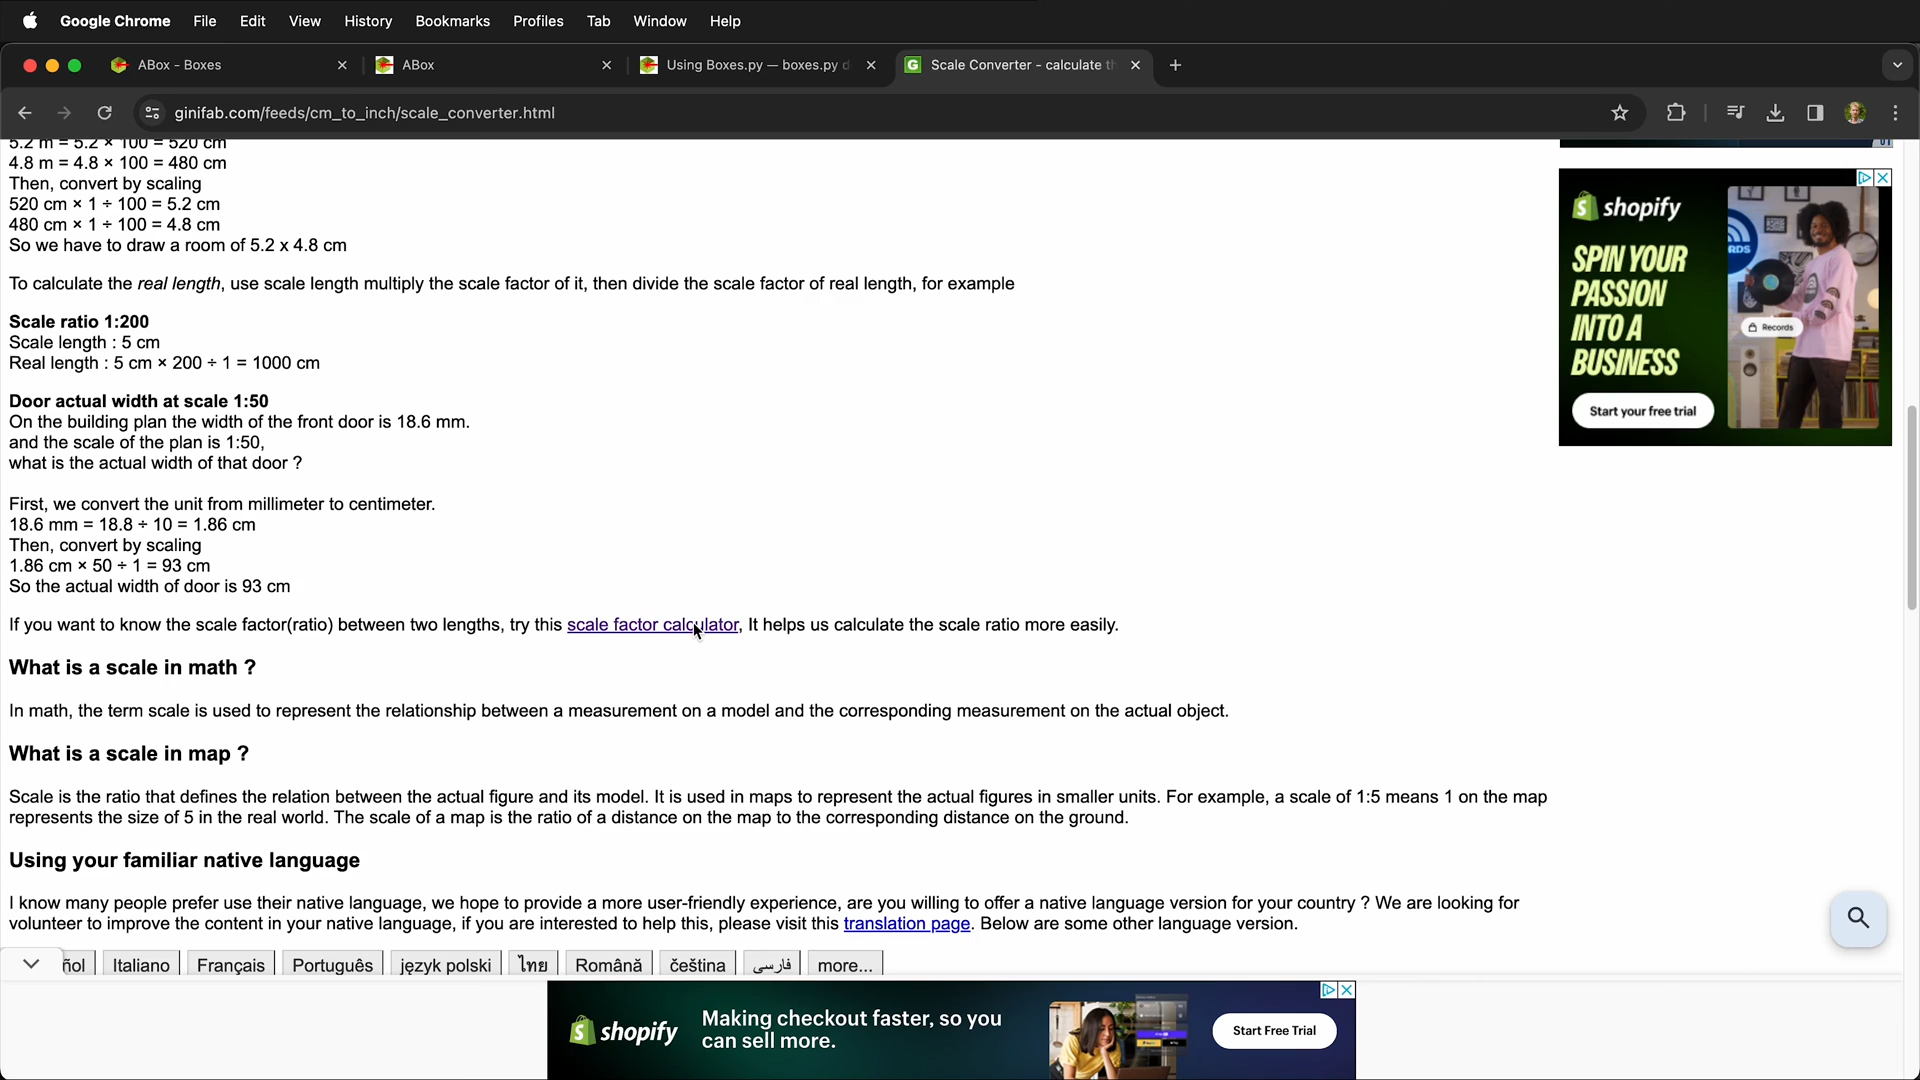 Google Chrome File Edit View History Bookmarks Profiles Tab Window Help
ABox - Boxes
ABox
Using Boxes.py — boxes.py d
Scale Converter - calculate th
ginifab.com/feeds/cm_to_inch/scale_converter.html
5.2 m = 5.2 × 100 = 520 cm
4.8 m = 4.8 × 100 = 480 cm
Then, convert by scaling
520 cm × 1 ÷ 100 = 5.2 cm
480 cm × 1 ÷ 100 = 4.8 cm
So we have to draw a room of 5.2 x 4.8 cm
To calculate the real length, use scale length multiply the scale factor of it, then divide the scale factor of real length, for example
Scale ratio 1:200
Scale length : 5 cm
Real length : 5 cm × 200 ÷ 1 = 1000 cm
Door actual width at scale 1:50
On the building plan the width of the front door is 18.6 mm.
and the scale of the plan is 1:50,
what is the actual width of that door ?
First, we convert the unit from millimeter to centimeter.
18.6 mm = 18.8 ÷ 10 = 1.86 cm
Then, convert by scaling
1.86 cm × 50 ÷ 1 = 93 cm
So the actual width of door is 93 cm
If you want to know the scale factor(ratio) between two lengths, try this scale factor calculator, It helps us calculate the scale ratio more easily.
What is a scale in math ?
In math, the term scale is used to represent the relationship between a measurement on a model and the corresponding measurement on the actual object.
What is a scale in map ?
Scale is the ratio that defines the relation between the actual figure and its model. It is used in maps to represent the actual figures in smaller units. For example, a scale of 1:5 means 1 on the map
represents the size of 5 in the real world. The scale of a map is the ratio of a distance on the map to the corresponding distance on the ground.
Using your familiar native language
I know many people prefer use their native language, we hope to provide a more user-friendly experience, are you willing to offer a native language version for your country ? We are looking for
volunteer to improve the content in your native language, if you are interested to help this, please visit this translation page. Below are some other language version.
ñol Italiano Français Português język polski ไทย Română čeština فارسی more...
shopify
SPIN YOUR
PASSION
INTO A
BUSINESS
Records
Start your free trial
shopify
Making checkout faster, so you
can sell more.
Start Free Trial